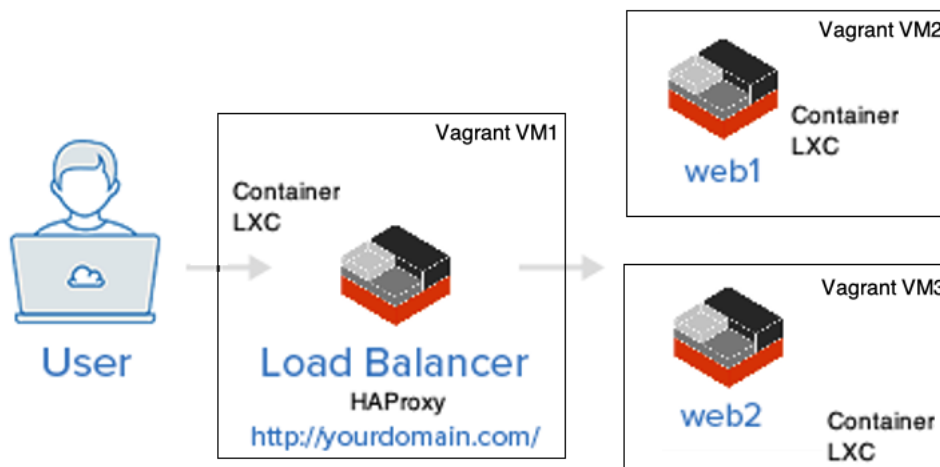 User
Vagrant VM1
Container
LXC
Load Balancer
HAProxy
http://yourdomain.com/
Vagrant VM2
Container
LXC
web1
Vagrant VM3
web2
Container
LXC